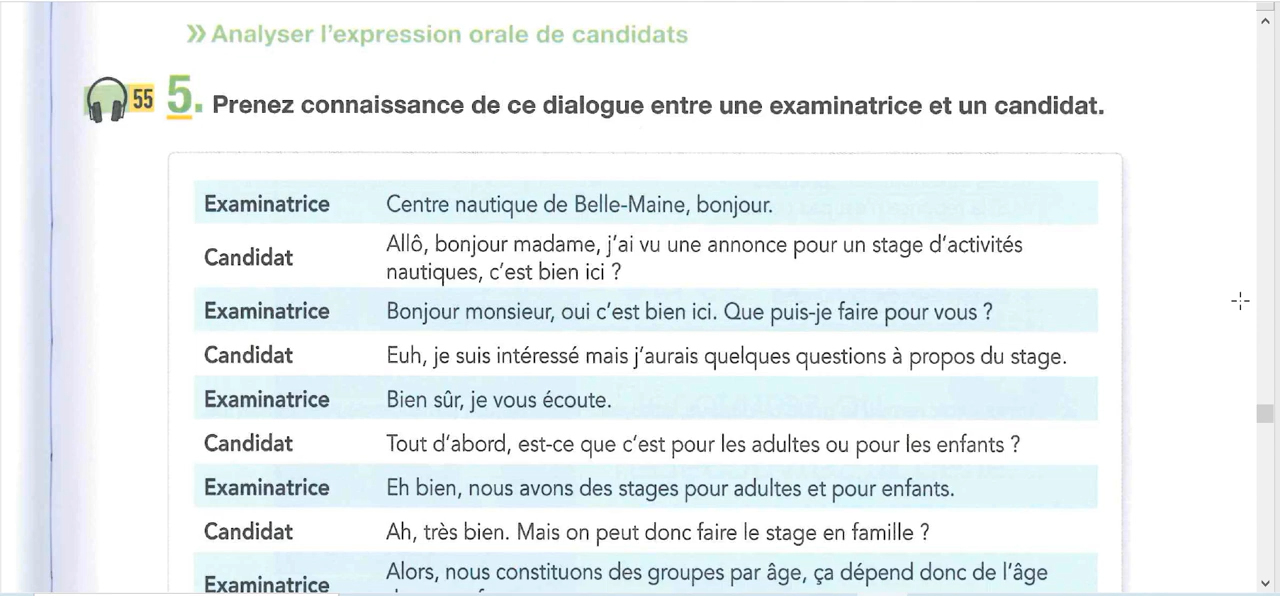 » Analyser l'expression orale de candidats
55 5. Prenez connaissance de ce dialogue entre une examinatrice et un candidat.
Examinatrice Centre nautique de Belle-Maine, bonjour.
Candidat Allô, bonjour madame, j'ai vu une annonce pour un stage d'activités
nautiques, c'est bien ici ?
Examinatrice Bonjour monsieur, oui c'est bien ici. Que puis-je faire pour vous ?
Candidat Euh, je suis intéressé mais j'aurais quelques questions à propos du stage.
Examinatrice Bien sûr, je vous écoute.
Candidat Tout d'abord, est-ce que c'est pour les adultes ou pour les enfants ?
Examinatrice Eh bien, nous avons des stages pour adultes et pour enfants.
Candidat Ah, très bien. Mais on peut donc faire le stage en famille ?
Examinatrice Alors, nous constituons des groupes par âge, ça dépend donc de l'âge